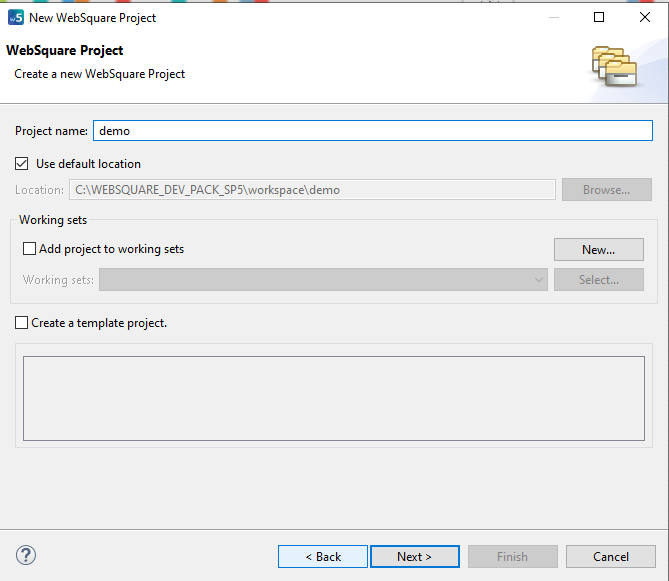 W5 New WebSquare Project
WebSquare Project
Create a new WebSquare Project
Project name: demo
Use default location
Location: C:\WEBSQUARE_DEV_PACK_SP5\workspace\demo Browse...
Working sets
Add project to working sets New...
Working sets: Select...
Create a template project.
? < Back Next > Finish Cancel